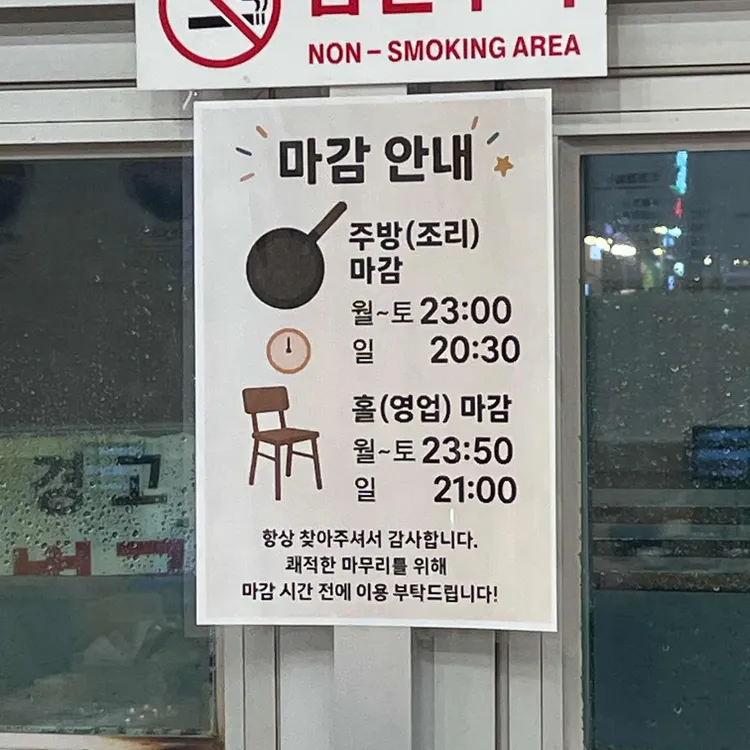 NON-SMOKING AREA
마감 안내
주방(조리)
마감
월~토 23:00
일 20:30
홀(영업) 마감
월~토 23:50
일 21:00
항상 찾아주셔서 감사합니다.
쾌적한 마무리를 위해
마감 시간 전에 이용 부탁드립니다!
경고